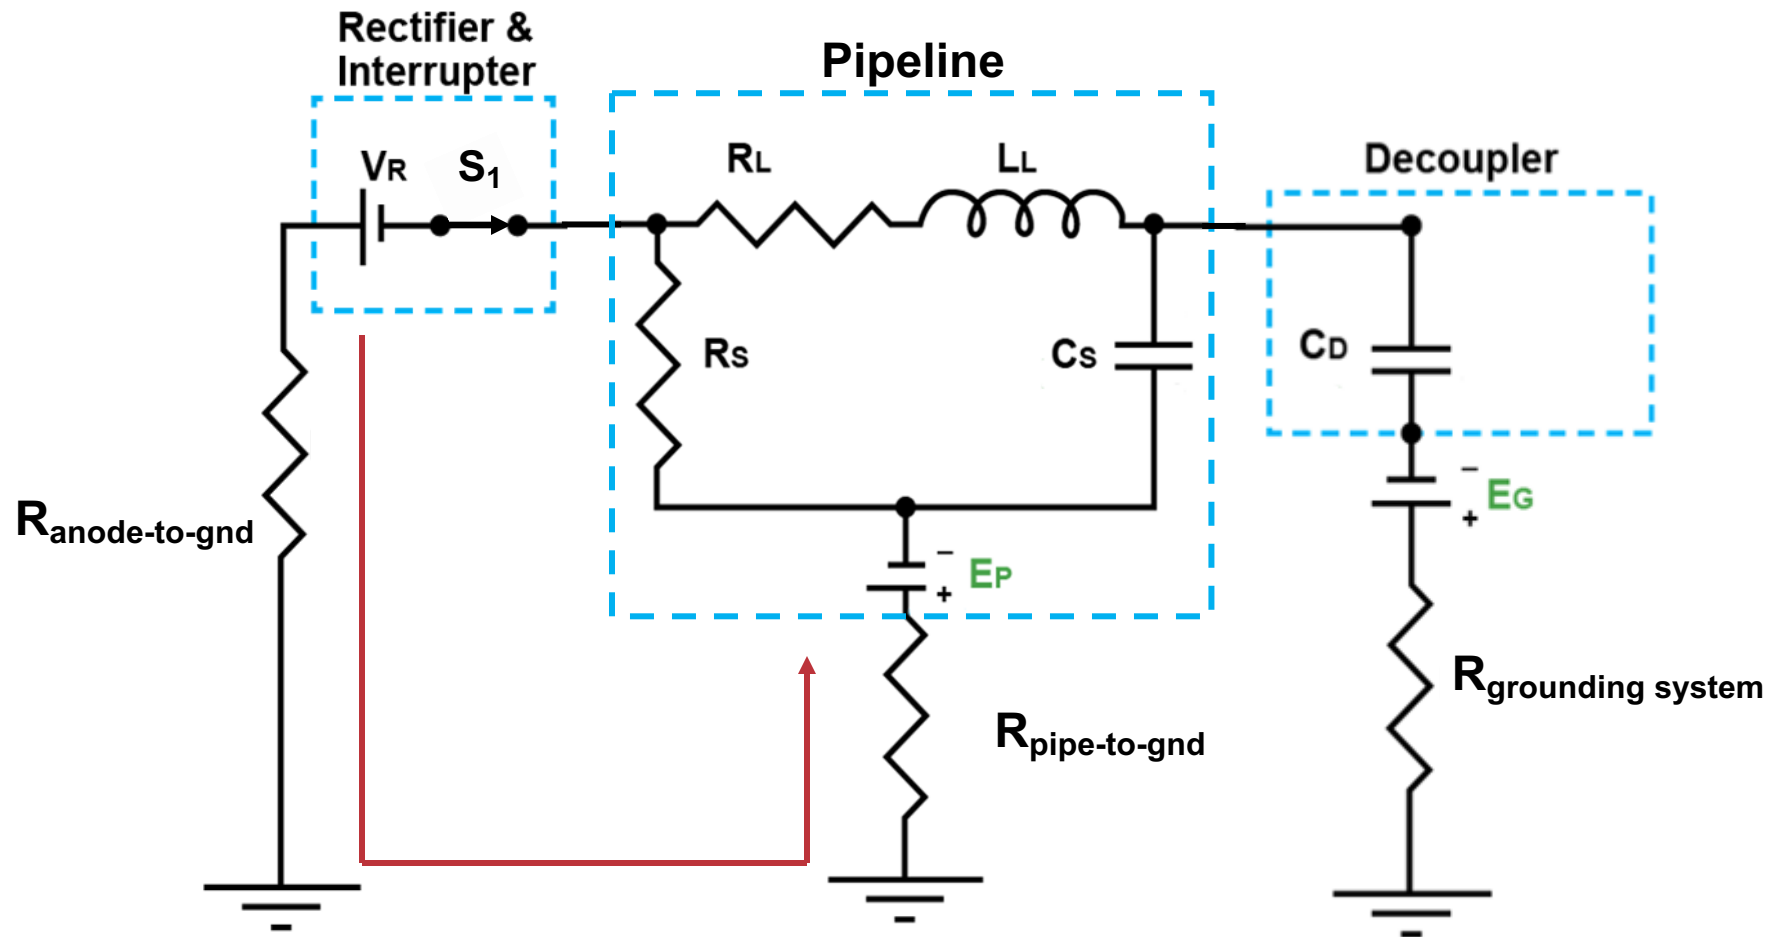 Rectifier &
Interrupter
Pipeline
Decoupler
VR
S1
RL
LL
RS
CS
CD
Ranode-to-gnd
−
EG
+
−
EP
+
Rgrounding system
Rpipe-to-gnd